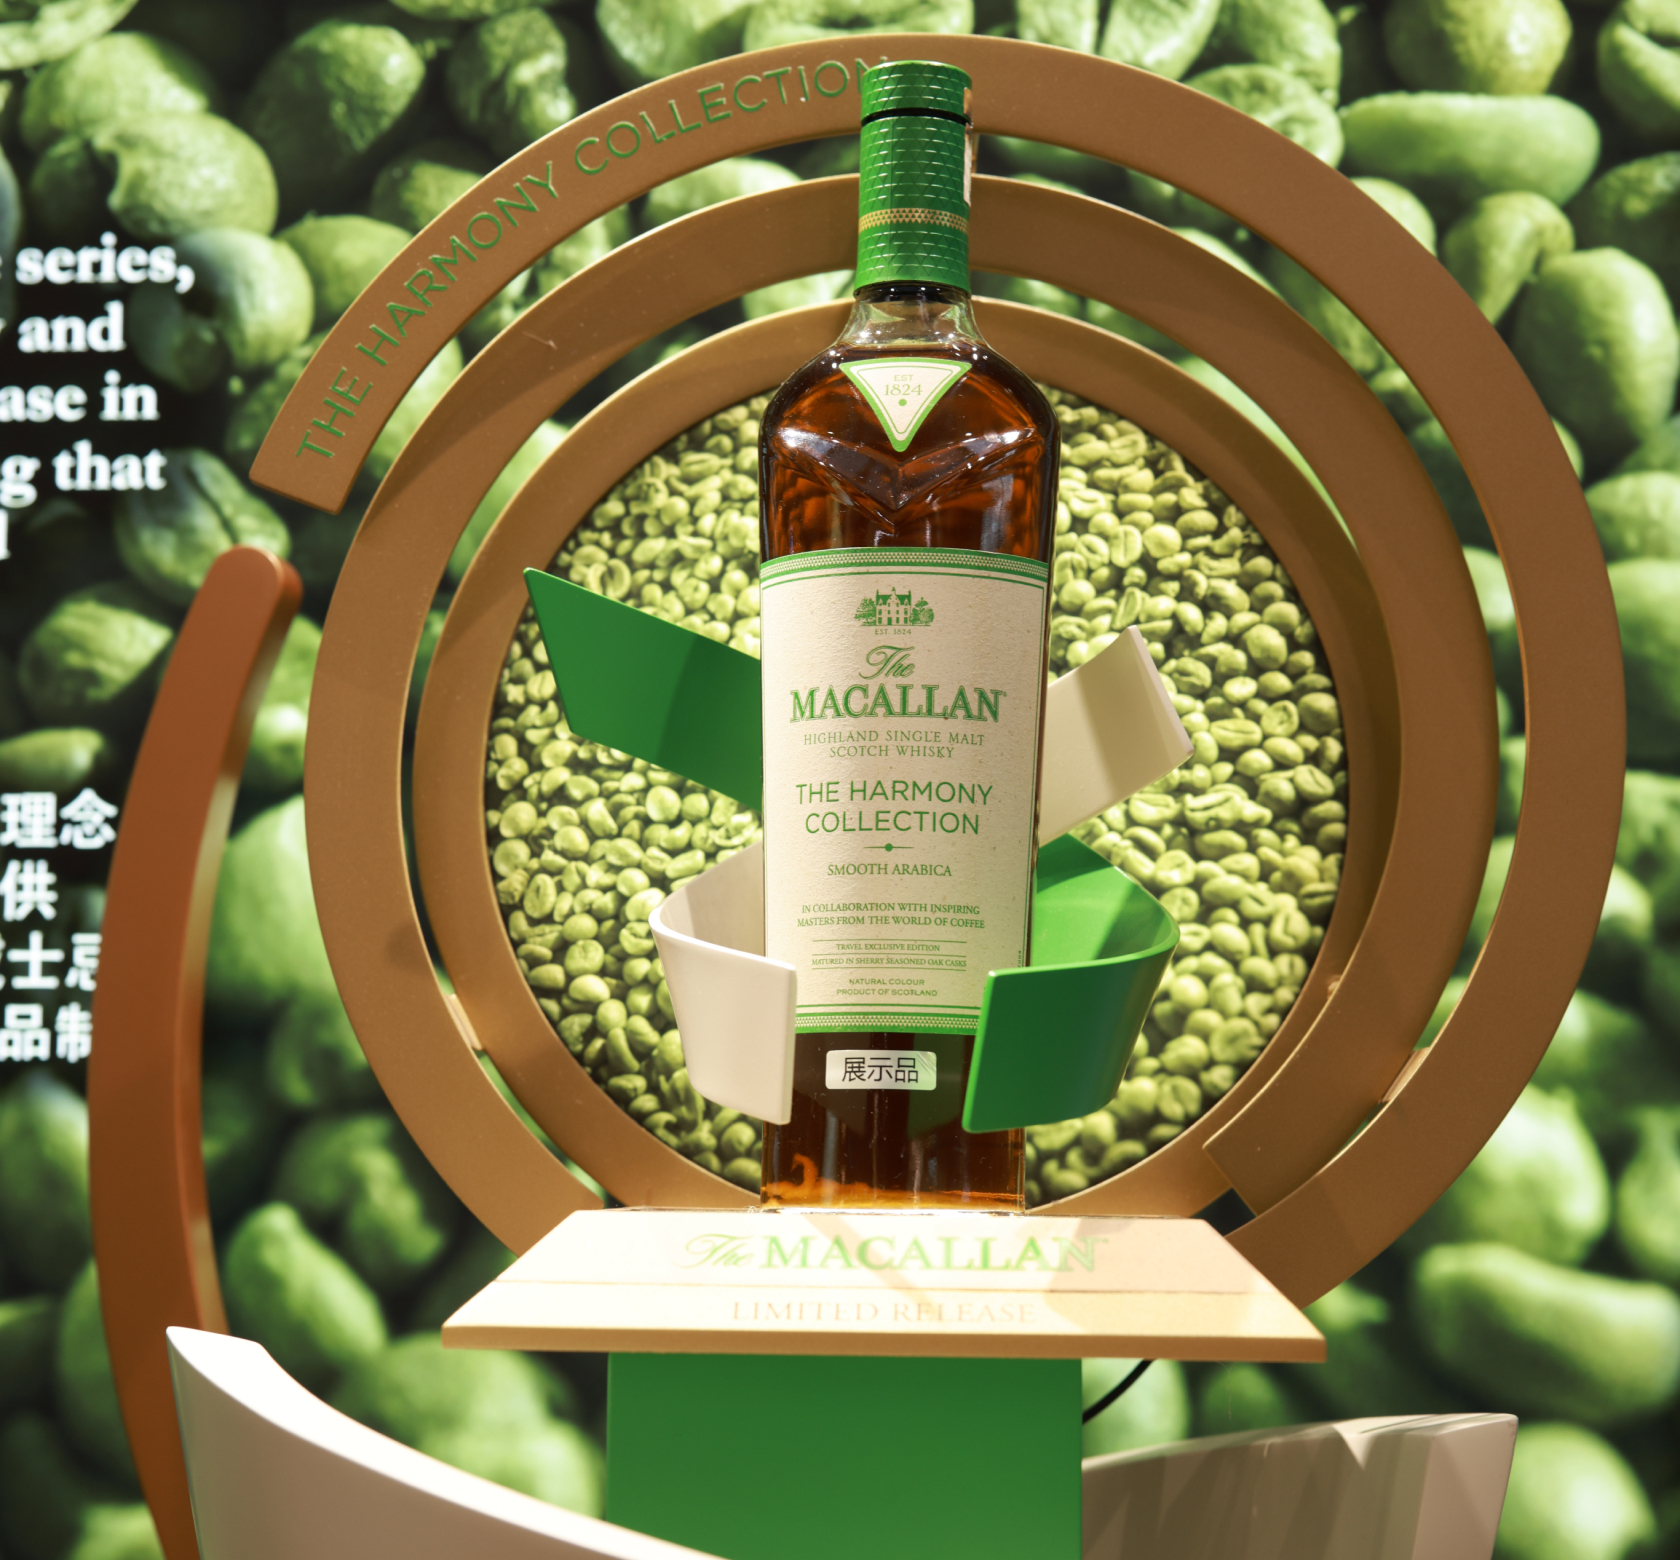 THE HARMONY COLLECTION
series,
and
ase in
g that
EST
1824
EST. 1824
The
MACALLAN
HIGHLAND SINGLE MALT
SCOTCH WHISKY
THE HARMONY
COLLECTION
SMOOTH ARABICA
IN COLLABORATION WITH INSPIRING
MASTERS FROM THE WORLD OF COFFEE
TRAVEL EXCLUSIVE EDITION
MATURED IN SHERRY SEASONED OAK CASKS
NATURAL COLOUR
PRODUCT OF SCOTLAND
展示品
理念
供
士忌
品制
The MACALLAN
LIMITED RELEASE